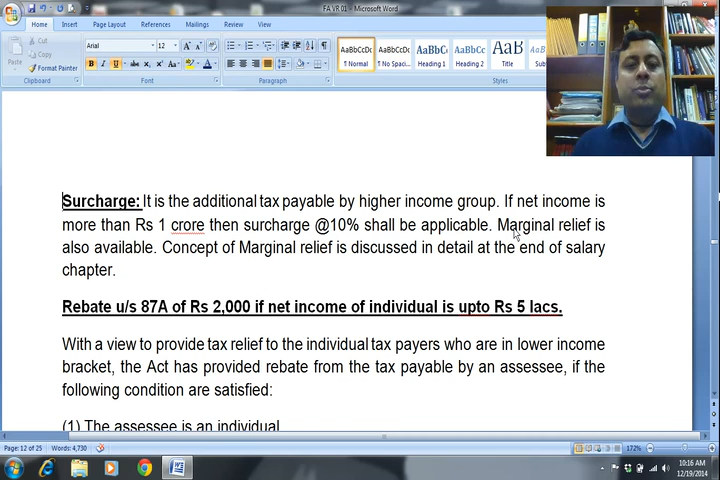 FA VR 01 - Microsoft Word
Home Insert Page Layout References Mailings Review View
Cut
Copy
Format Painter
Paste
Clipboard
Arial 12
Font
Paragraph
AaBbCcDc AaBbCcDc AaBbCc AaBbCc AaB AaBbCc
¶ Normal ¶ No Spaci... Heading 1 Heading 2 Title Sub
Styles
Surcharge: It is the additional tax payable by higher income group. If net income is
more than Rs 1 crore then surcharge @10% shall be applicable. Marginal relief is
also available. Concept of Marginal relief is discussed in detail at the end of salary
chapter.
Rebate u/s 87A of Rs 2,000 if net income of individual is upto Rs 5 lacs.
With a view to provide tax relief to the individual tax payers who are in lower income
bracket, the Act has provided rebate from the tax payable by an assessee, if the
following condition are satisfied:
(1) The assessee is an individual
Page: 12 of 25 Words: 4,730 172%
10:16 AM
12/19/2014